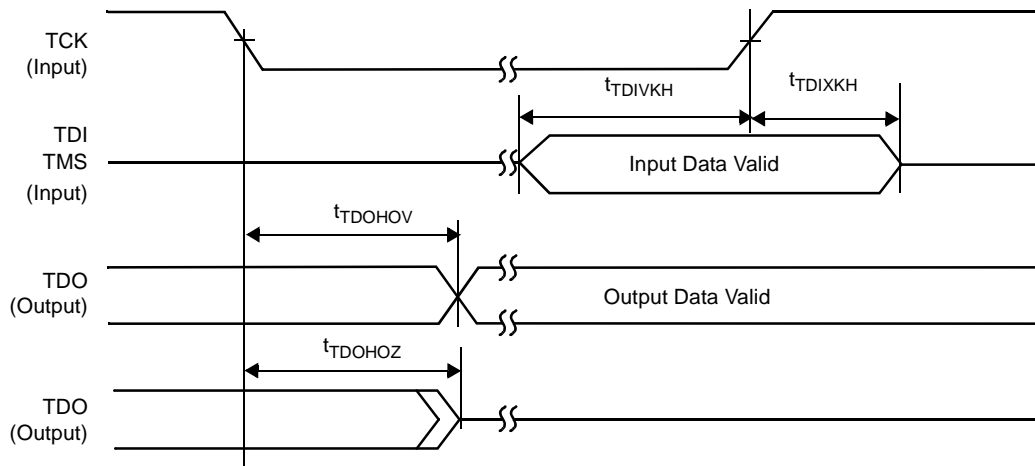 TCK
(Input)
tTDIVKH
tTDIXKH
TDI
TMS
(Input)
Input Data Valid
tTDOHOV
TDO
(Output)
Output Data Valid
tTDOHOZ
TDO
(Output)